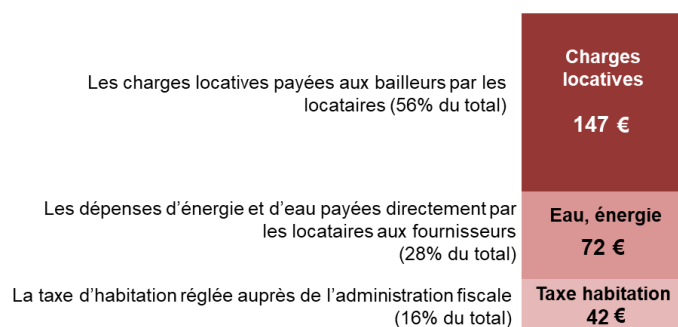 Les charges locatives payées aux bailleurs par les
locataires (56% du total)
Charges
locatives
147 €
Les dépenses d’énergie et d’eau payées directement par
les locataires aux fournisseurs
(28% du total)
Eau, énergie
72 €
La taxe d’habitation réglée auprès de l’administration fiscale
(16% du total)
Taxe habitation
42 €